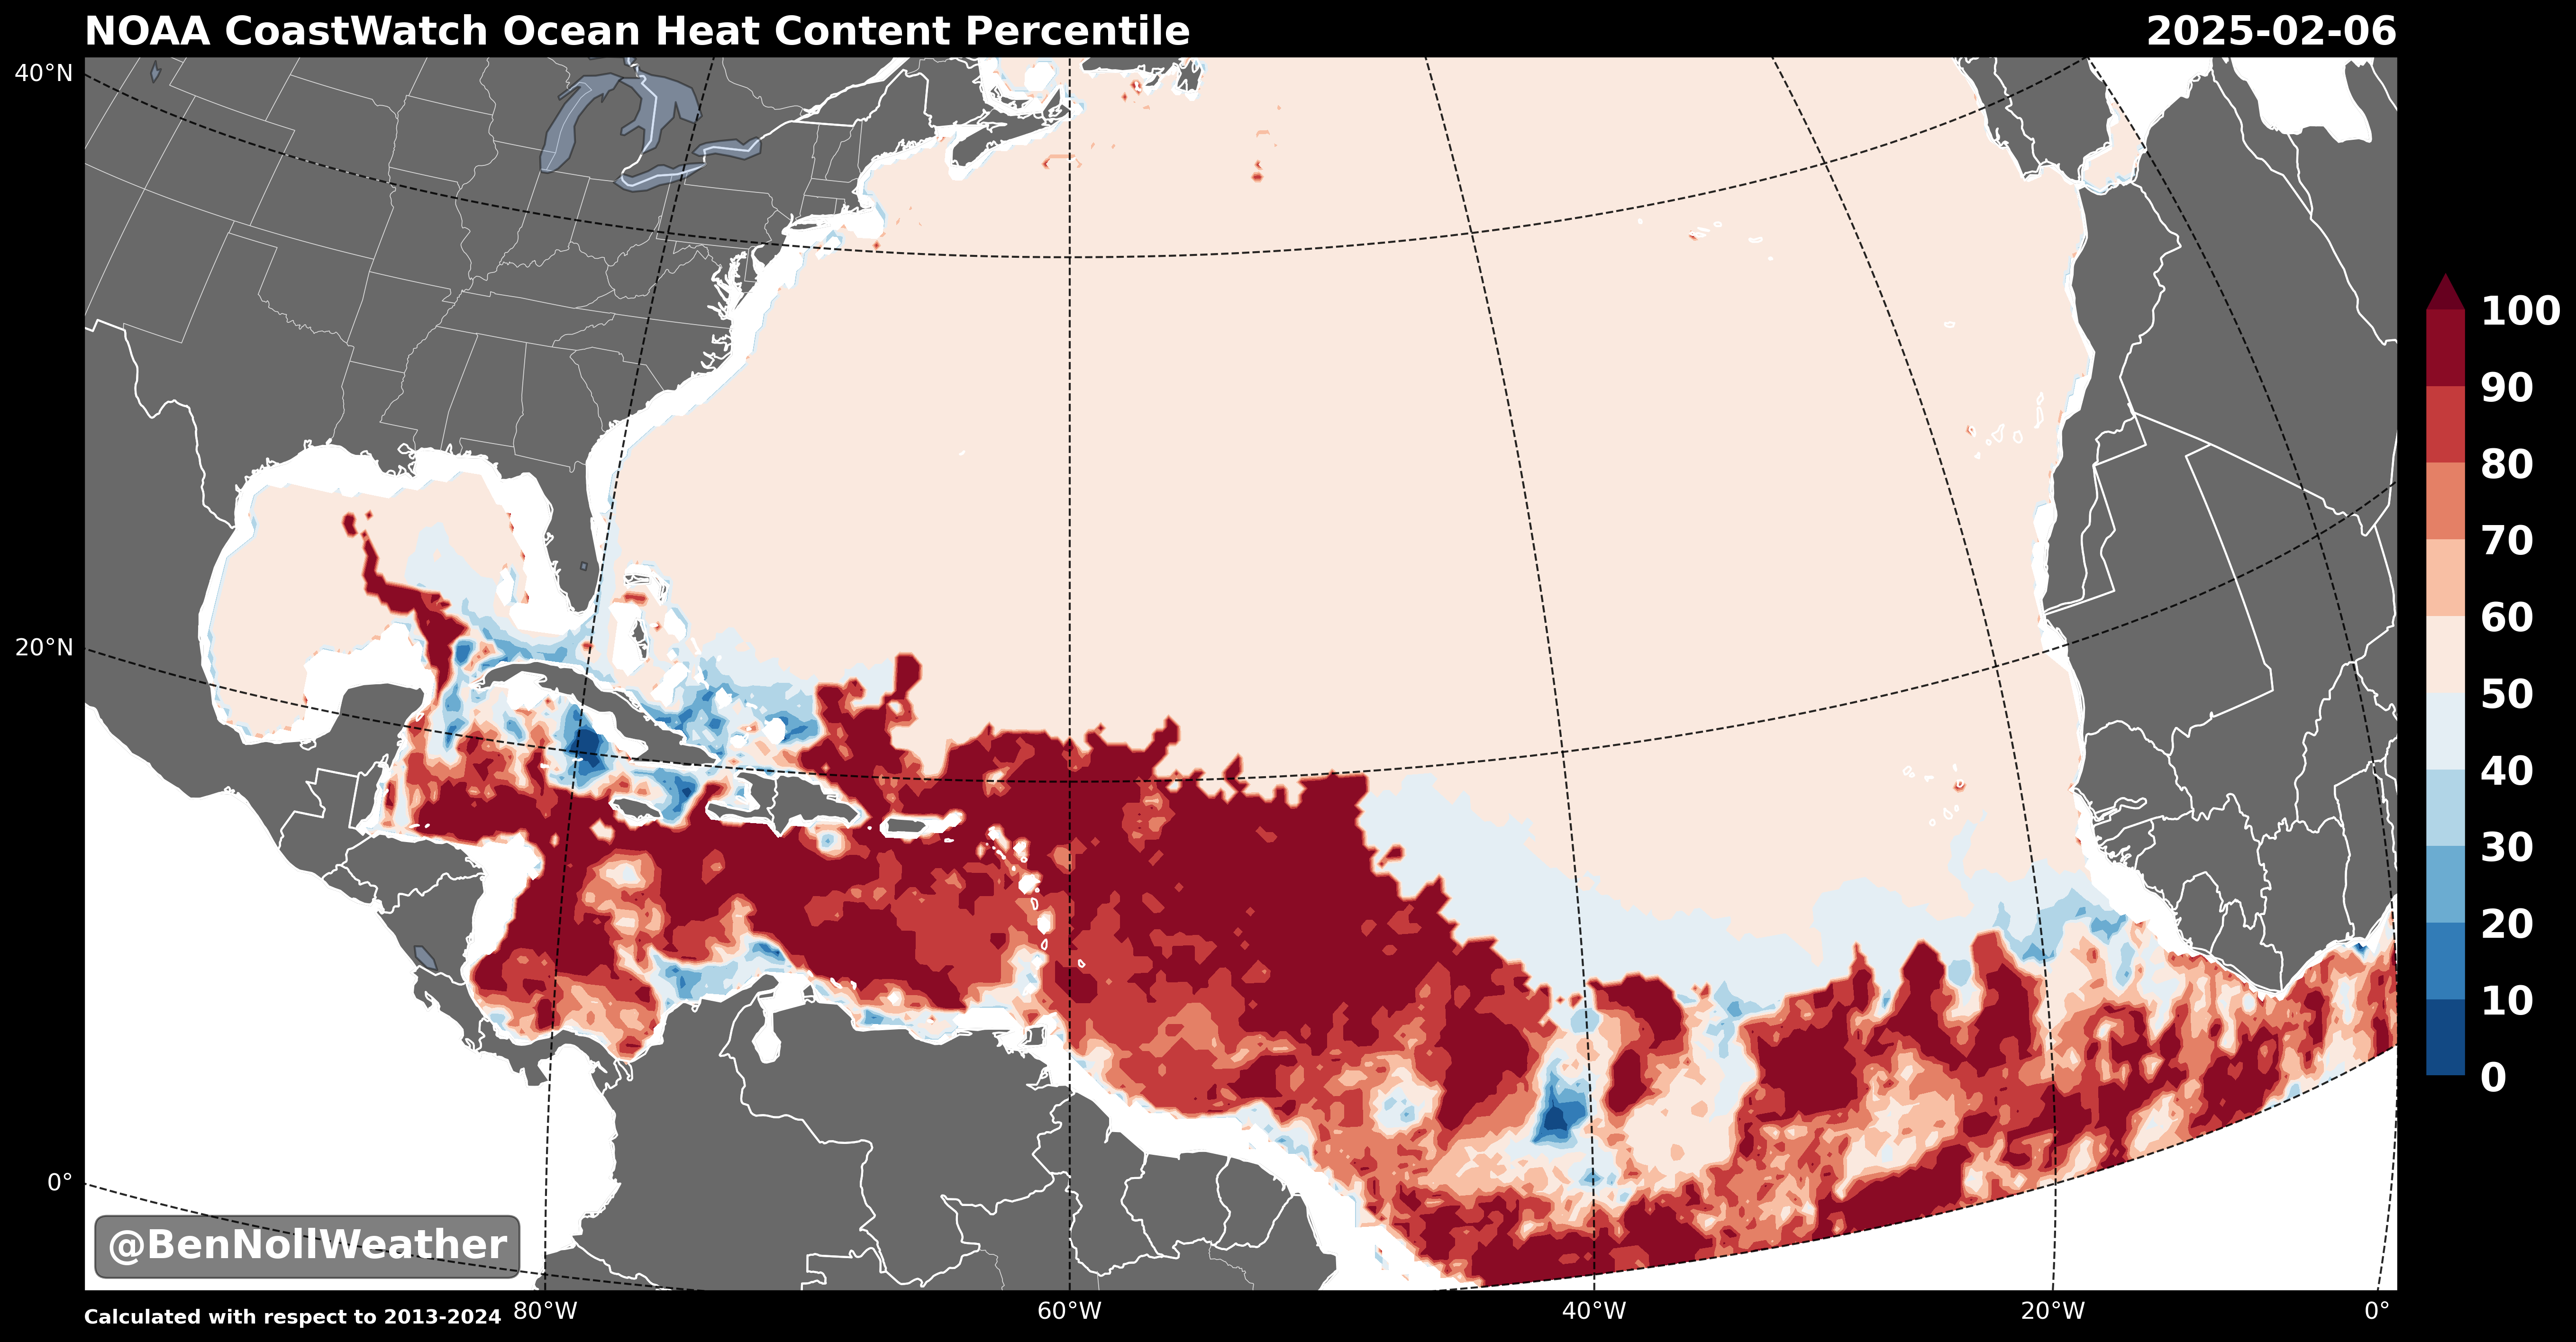 NOAA CoastWatch Ocean Heat Content Percentile
2025-02-06
40°N
20°N
0°
100
90
80
70
60
50
40
30
20
10
0
@BenNollWeather
Calculated with respect to 2013-2024
80°W
60°W
40°W
20°W
0°